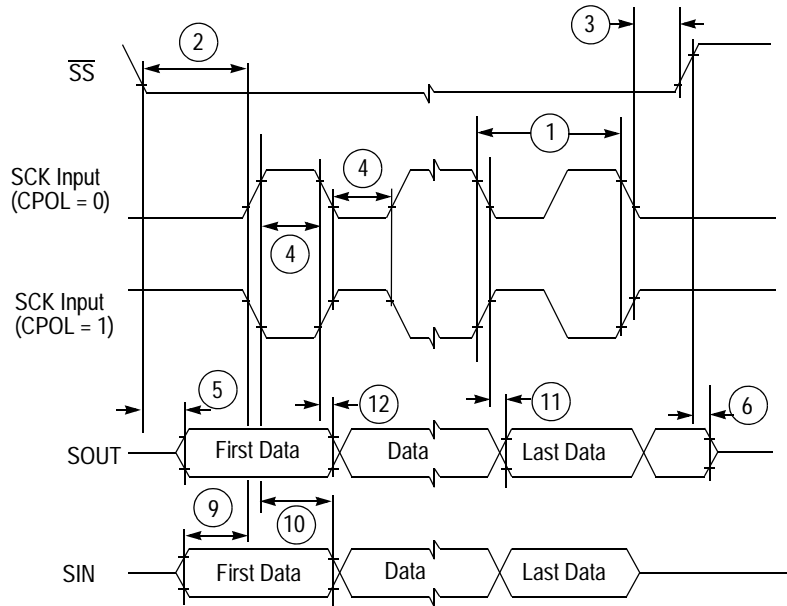 2
3
SS
1
SCK Input
(CPOL = 0)
4
4
SCK Input
(CPOL = 1)
5
12
11
6
SOUT
First Data
Data
Last Data
9
10
SIN
First Data
Data
Last Data